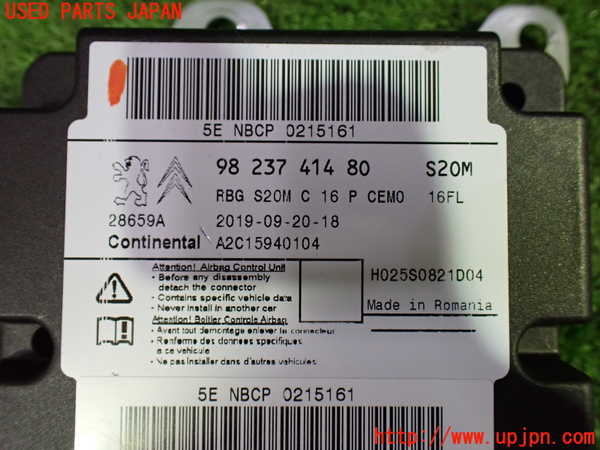 USED PARTS JAPAN
5E NBCP 0215161
98 237 414 80 S20M
RBG S20M C 16 P CEMO 16FL
28659A 2019-09-20-18
Continental A2C15940104
Attention! Airbag Control Unit
• Before any disassembly
detach the connector
• Contains specific vehicle data
• Never install in another car
H025S0821D04
Made in Romania
Attention! Boitier Controle Airbag
• Avant tout demontage enlever le connecteur
• Renferme des données specifiques
a ce vehicule
• Ne pas installer dans d'autres vehicules
5E NBCP 0215161
UPJ http://www.upjpn.com